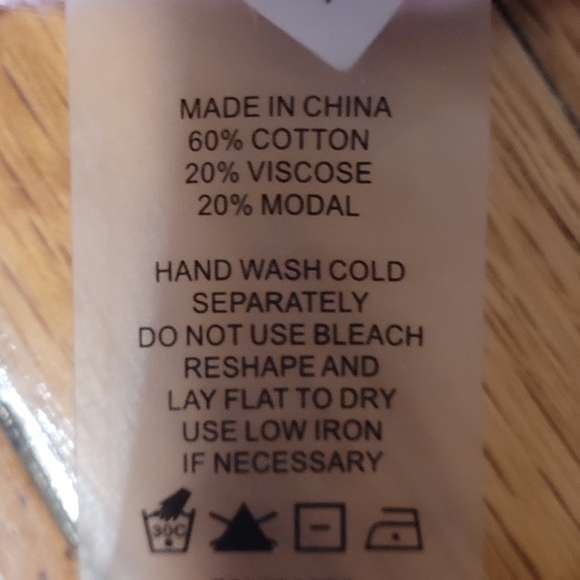 MADE IN CHINA
60% COTTON
20% VISCOSE
20% MODAL
HAND WASH COLD
SEPARATELY
DO NOT USE BLEACH
RESHAPE AND
LAY FLAT TO DRY
USE LOW IRON
IF NECESSARY
30C